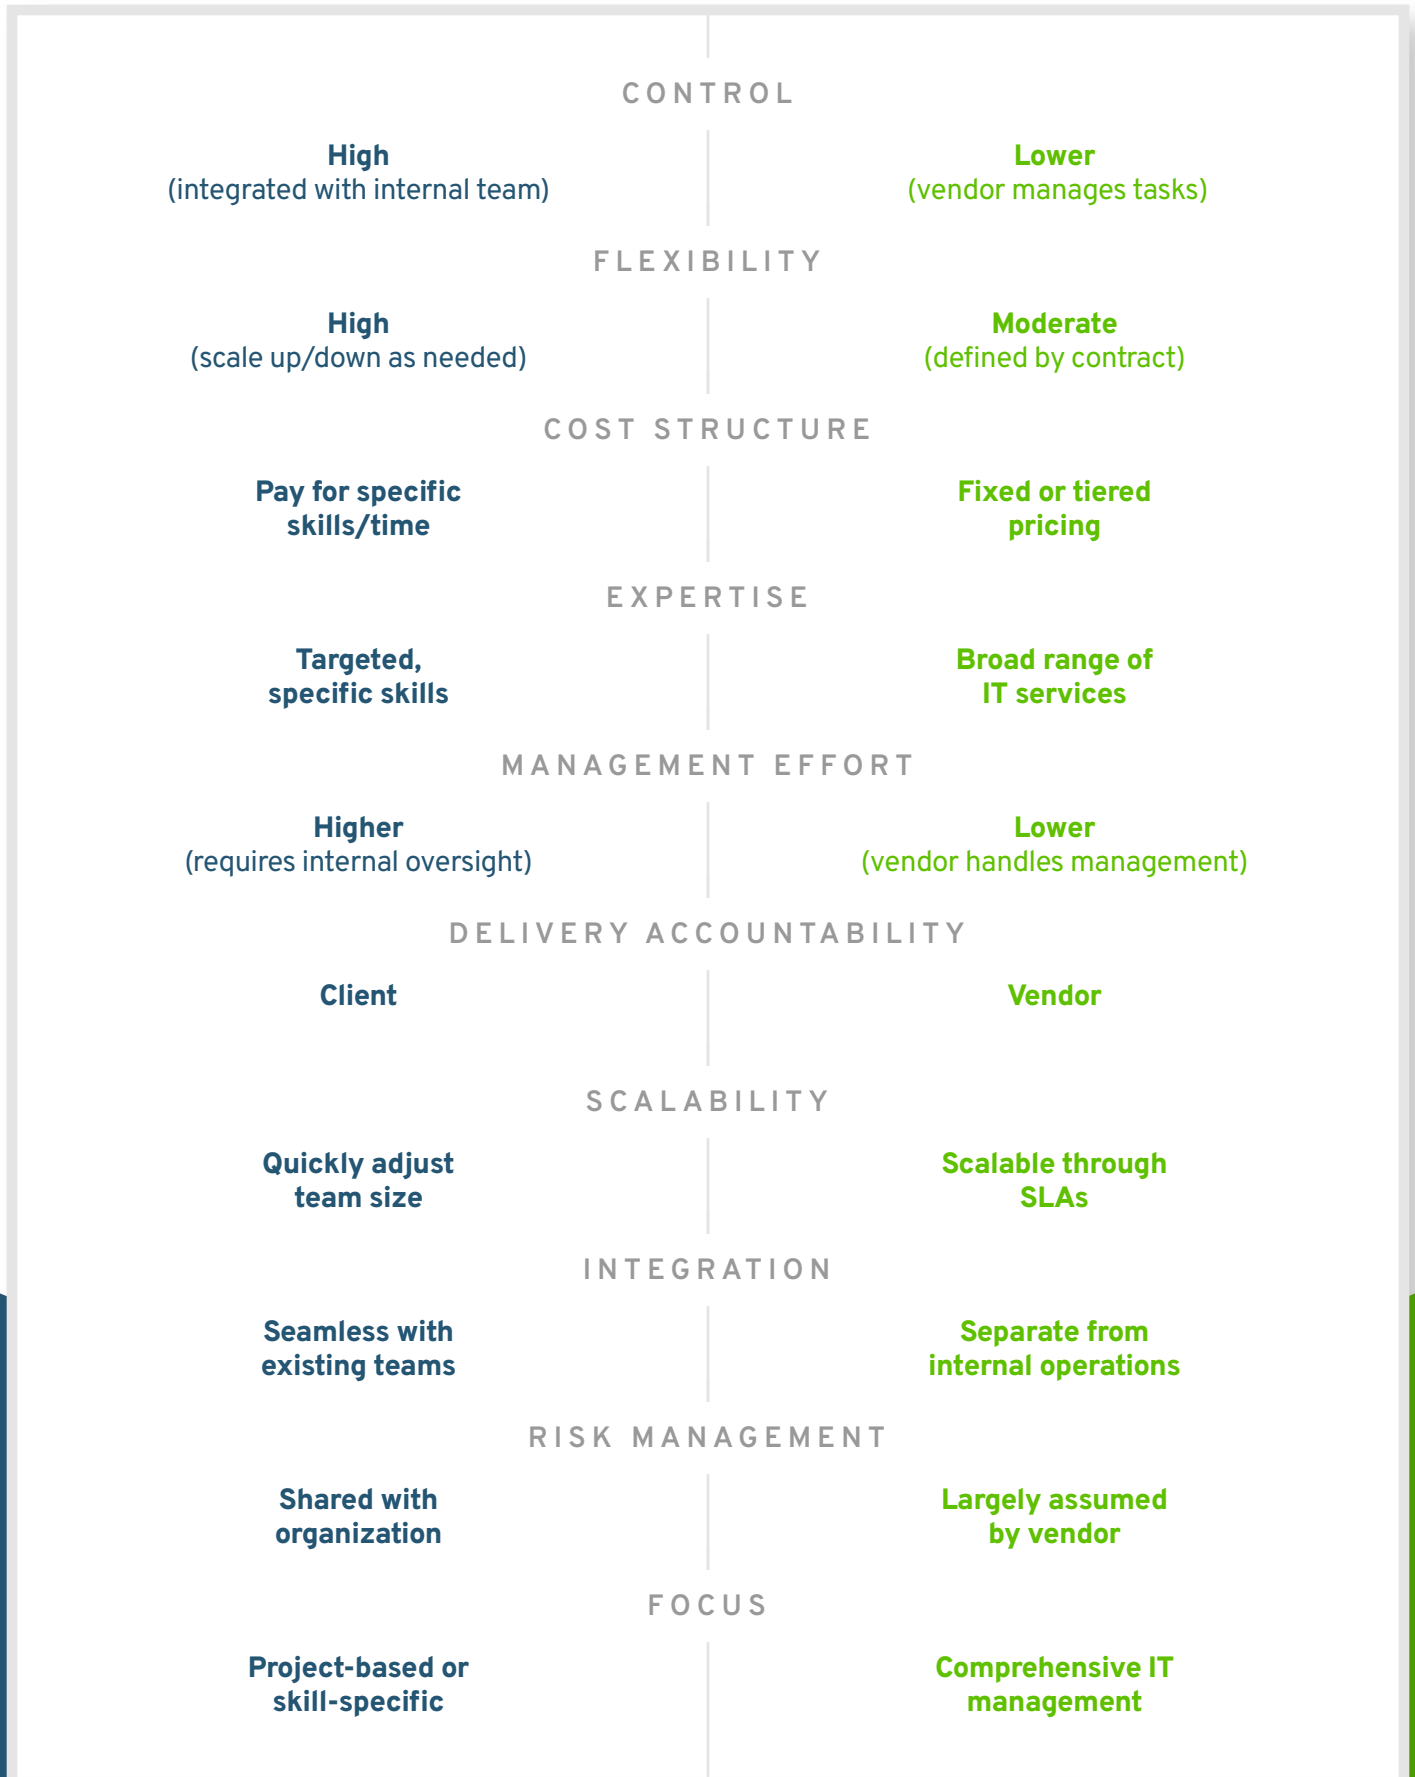 CONTROL
High
(integrated with internal team)
Lower
(vendor manages tasks)
FLEXIBILITY
High
(scale up/down as needed)
Moderate
(defined by contract)
COST STRUCTURE
Pay for specific
skills/time
Fixed or tiered
pricing
EXPERTISE
Targeted,
specific skills
Broad range of
IT services
MANAGEMENT EFFORT
Higher
(requires internal oversight)
Lower
(vendor handles management)
DELIVERY ACCOUNTABILITY
Client
Vendor
SCALABILITY
Quickly adjust
team size
Scalable through
SLAs
INTEGRATION
Seamless with
existing teams
Separate from
internal operations
RISK MANAGEMENT
Shared with
organization
Largely assumed
by vendor
FOCUS
Project-based or
skill-specific
Comprehensive IT
management